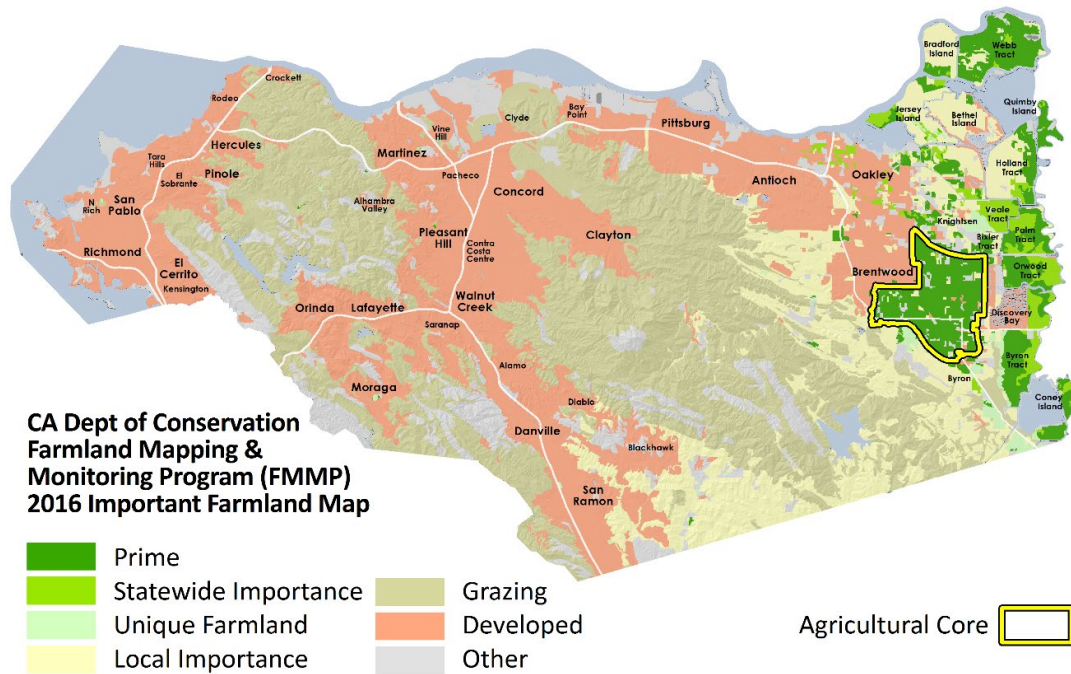 Crockett
Rodeo
Hercules
Tara
Hills
El
Sobrante
Pinole
N
Rich
San
Pablo
Richmond
El
Cerrito
Kensington
Vine
Hill
Martinez
Pacheco
Clyde
Bay
Point
Pittsburg
Concord
Alhambra
Valley
Pleasant
Hill
Contra
Costa
Centre
Clayton
Walnut
Creek
Orinda
Lafayette
Saranap
Moraga
Alamo
Diablo
Danville
Blackhawk
San
Ramon
Antioch
Oakley
Brentwood
Bradford
Island
Webb
Tract
Jersey
Island
Bethel
Island
Quimby
Island
Holland
Tract
Knightsen
Veale
Tract
Bixler
Tract
Palm
Tract
Orwood
Tract
Discovery
Bay
Byron
Tract
Byron
Coney
Island
CA Dept of Conservation
Farmland Mapping &
Monitoring Program (FMMP)
2016 Important Farmland Map
Prime
Statewide Importance
Unique Farmland
Local Importance
Grazing
Developed
Other
Agricultural Core